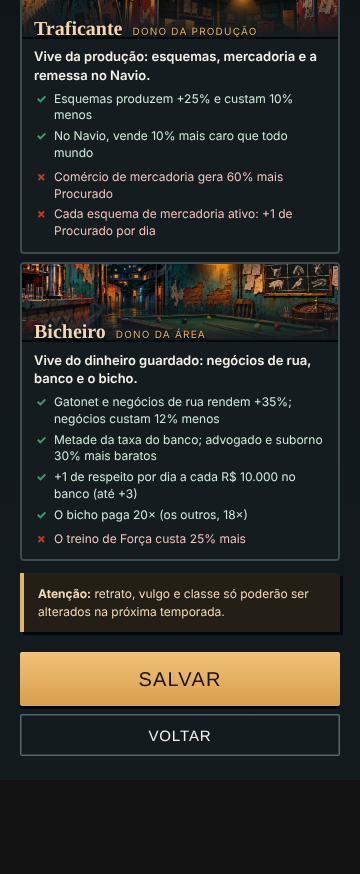 Traficante DONO DA PRODUÇÃO
Vive da produção: esquemas, mercadoria e a
remessa no Navio.
✓ Esquemas produzem +25% e custam 10%
menos
✓ No Navio, vende 10% mais caro que todo
mundo
× Comércio de mercadoria gera 60% mais
Procurado
× Cada esquema de mercadoria ativo: +1 de
Procurado por dia
Bicheiro DONO DA ÁREA
Vive do dinheiro guardado: negócios de rua,
banco e o bicho.
✓ Gatonet e negócios de rua rendem +35%;
negócios custam 12% menos
✓ Metade da taxa do banco; advogado e suborno
30% mais baratos
✓ +1 de respeito por dia a cada R$ 10.000 no
banco (até +3)
✓ O bicho paga 20× (os outros, 18×)
× O treino de Força custa 25% mais
Atenção: retrato, vulgo e classe só poderão ser
alterados na próxima temporada.
SALVAR
VOLTAR